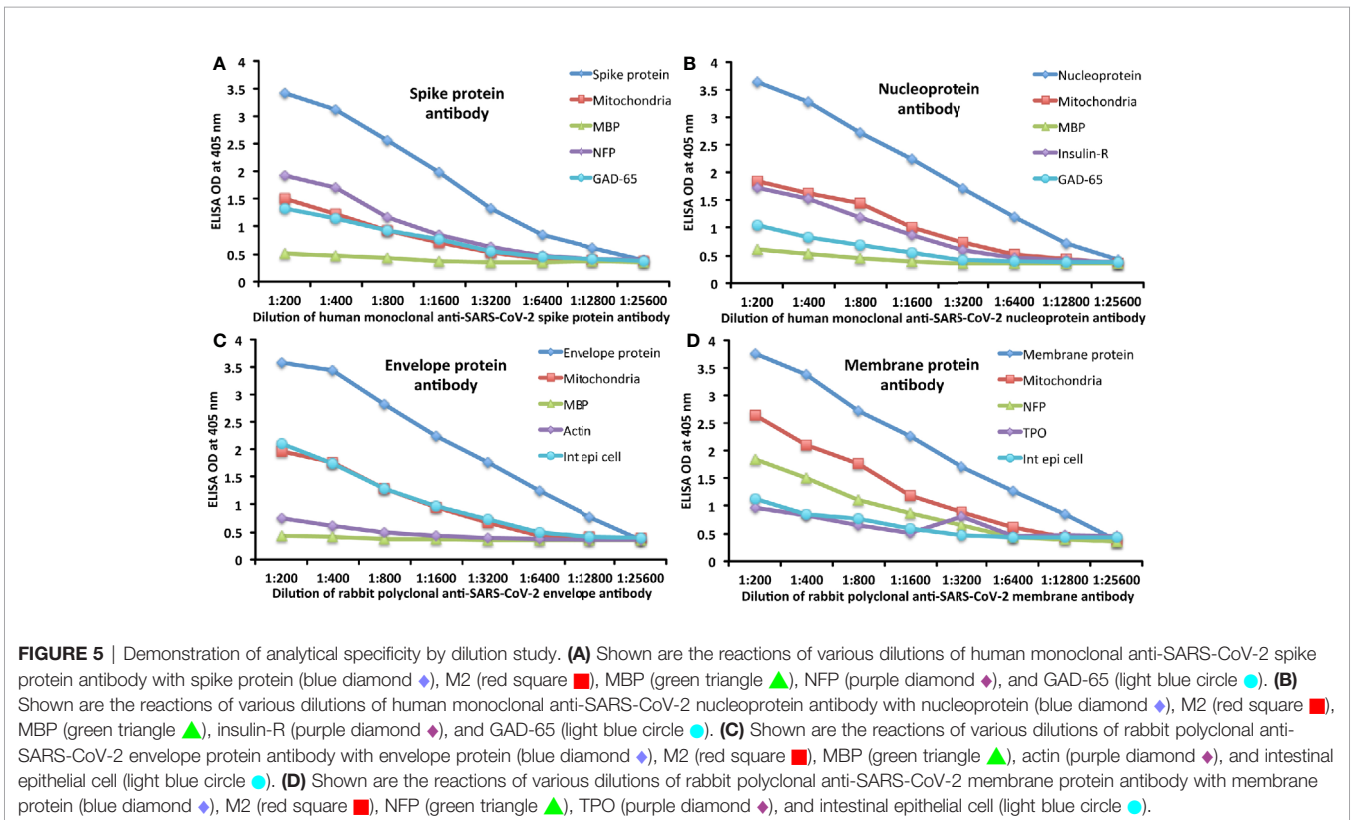 A
Spike protein
antibody
Spike protein
Mitochondria
MBP
NFP
GAD-65
ELISA OD at 405 nm
4
3.5
3
2.5
2
1.5
1
0.5
0
1:200 1:400 1:800 1:1600 1:3200 1:6400 1:12800 1:25600
Dilution of human monoclonal anti-SARS-CoV-2 spike protein antibody
B
Nucleoprotein
antibody
Nucleoprotein
Mitochondria
MBP
Insulin-R
GAD-65
ELISA OD at 405 nm
4
3.5
3
2.5
2
1.5
1
0.5
0
1:200 1:400 1:800 1:1600 1:3200 1:6400 1:12800 1:25600
Dilution of human monoclonal anti-SARS-CoV-2 nucleoprotein antibody
C
Envelope protein
antibody
Envelope protein
Mitochondria
MBP
Actin
Int epi cell
ELISA OD at 405 nm
4
3.5
3
2.5
2
1.5
1
0.5
0
1:200 1:400 1:800 1:1600 1:3200 1:6400 1:12800 1:25600
Dilution of rabbit polyclonal anti-SARS-CoV-2 envelope antibody
D
Membrane protein
antibody
Membrane protein
Mitochondria
NFP
TPO
Int epi cell
ELISA OD at 405 nm
4
3.5
3
2.5
2
1.5
1
0.5
0
1:200 1:400 1:800 1:1600 1:3200 1:6400 1:12800 1:25600
Dilution of rabbit polyclonal anti-SARS-CoV-2 membrane antibody
FIGURE 5 | Demonstration of analytical specificity by dilution study. (A) Shown are the reactions of various dilutions of human monoclonal anti-SARS-CoV-2 spike
protein antibody with spike protein (blue diamond ♦), M2 (red square ■), MBP (green triangle ▲), NFP (purple diamond ♦), and GAD-65 (light blue circle ●). (B)
Shown are the reactions of various dilutions of human monoclonal anti-SARS-CoV-2 nucleoprotein antibody with nucleoprotein (blue diamond ♦), M2 (red square ■),
MBP (green triangle ▲), insulin-R (purple diamond ♦), and GAD-65 (light blue circle ●). (C) Shown are the reactions of various dilutions of rabbit polyclonal anti-
SARS-CoV-2 envelope protein antibody with envelope protein (blue diamond ♦), M2 (red square ■), MBP (green triangle ▲), actin (purple diamond ♦), and intestinal
epithelial cell (light blue circle ●). (D) Shown are the reactions of various dilutions of rabbit polyclonal anti-SARS-CoV-2 membrane protein antibody with membrane
protein (blue diamond ♦), M2 (red square ■), NFP (green triangle ▲), TPO (purple diamond ♦), and intestinal epithelial cell (light blue circle ●).